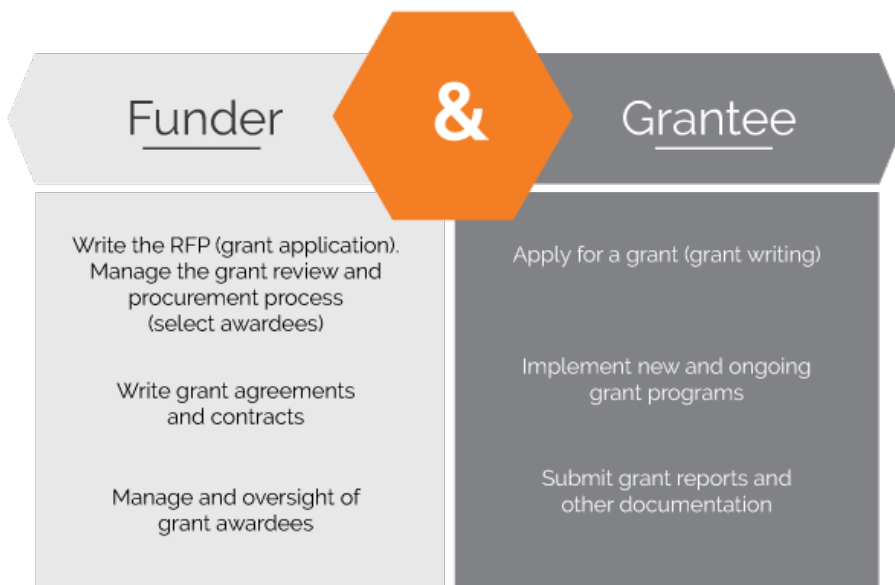 Funder
&
Grantee
Write the RFP (grant application).
Manage the grant review and
procurement process
(select awardees)
Write grant agreements
and contracts
Manage and oversight of
grant awardees
Apply for a grant (grant writing)
Implement new and ongoing
grant programs
Submit grant reports and
other documentation